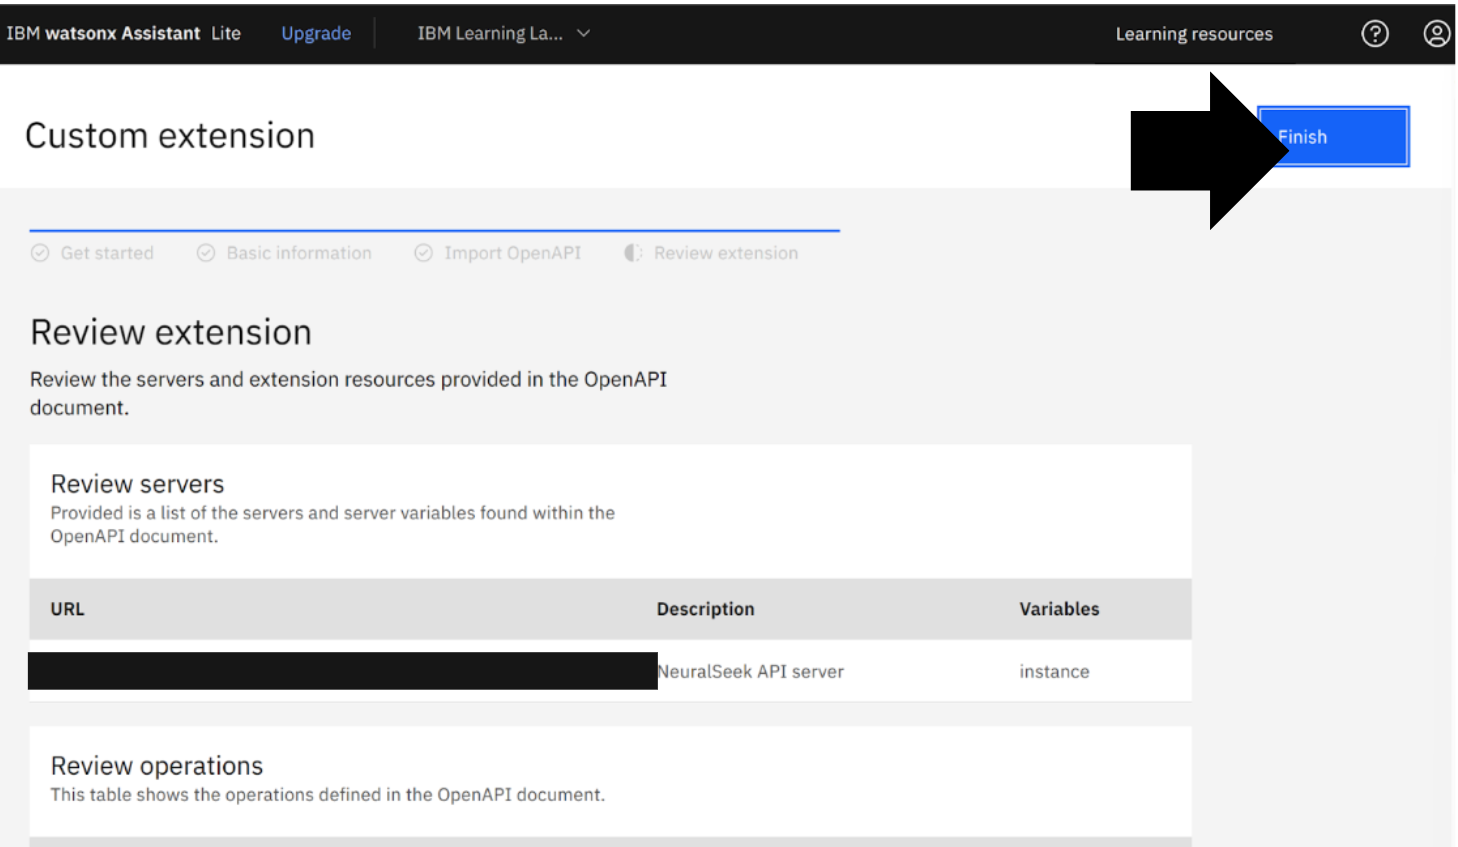 IBM watsonx Assistant Lite Upgrade IBM Learning La... Learning resources
Custom extension
Finish
Get started Basic information Import OpenAPI Review extension
Review extension
Review the servers and extension resources provided in the OpenAPI
document.
Review servers
Provided is a list of the servers and server variables found within the
OpenAPI document.
URL Description Variables
NeuralSeek API server instance
Review operations
This table shows the operations defined in the OpenAPI document.